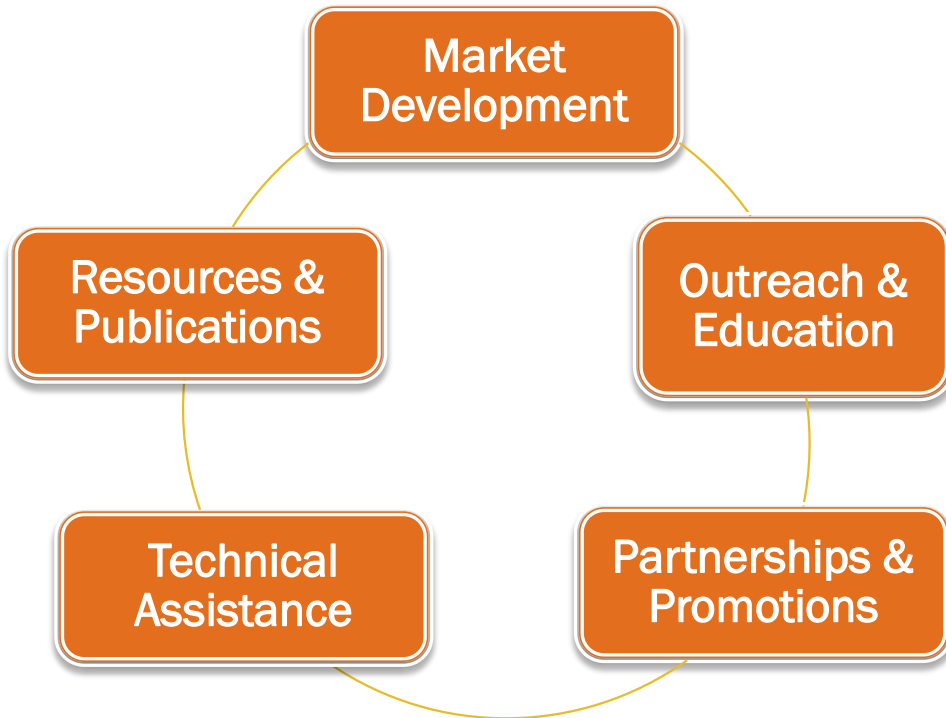 Market
Development
Outreach &
Education
Partnerships &
Promotions
Technical
Assistance
Resources &
Publications